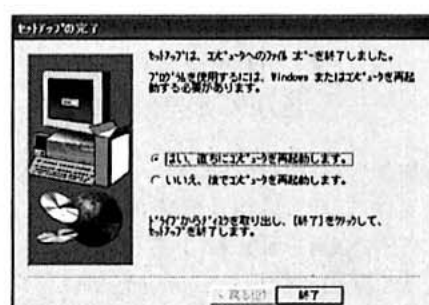 ｾｯﾄｱｯﾌﾟの完了
ｾｯﾄｱｯﾌﾟは、ｺﾝﾋﾟｭｰﾀへのﾌｧｲﾙ ｺﾋﾟｰを終了しました。
ﾌﾟﾛｸﾞﾗﾑを使用するには、Windows またはｺﾝﾋﾟｭｰﾀを再起
動する必要があります。
はい、直ちにｺﾝﾋﾟｭｰﾀを再起動します。
いいえ、後でｺﾝﾋﾟｭｰﾀを再起動します。
ﾄﾞﾗｲﾌﾞからﾃﾞｨｽｸを取り出し、[終了]をｸﾘｯｸして、
ｾｯﾄｱｯﾌﾟを終了します。
< 戻る(B)
終了